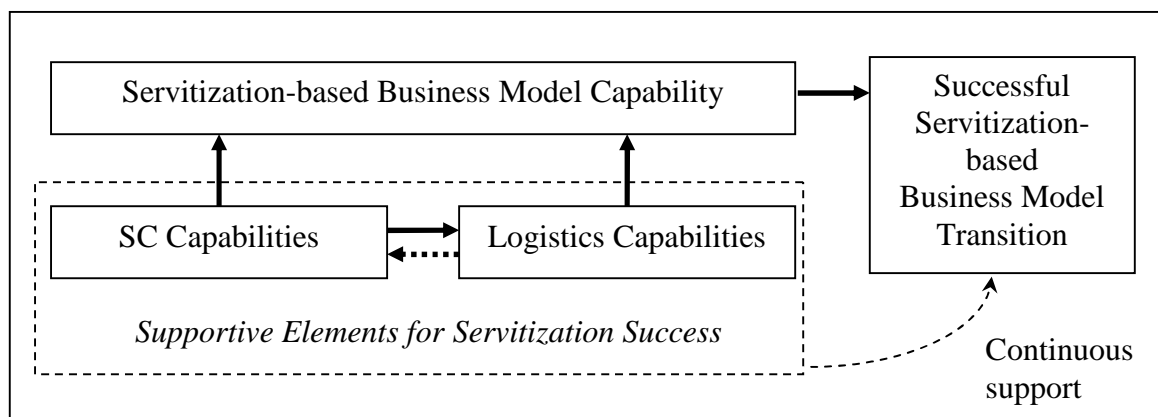 Servitization-based Business Model Capability
Successful
Servitization-
based
Business Model
Transition
SC Capabilities
Logistics Capabilities
Supportive Elements for Servitization Success
Continuous
support